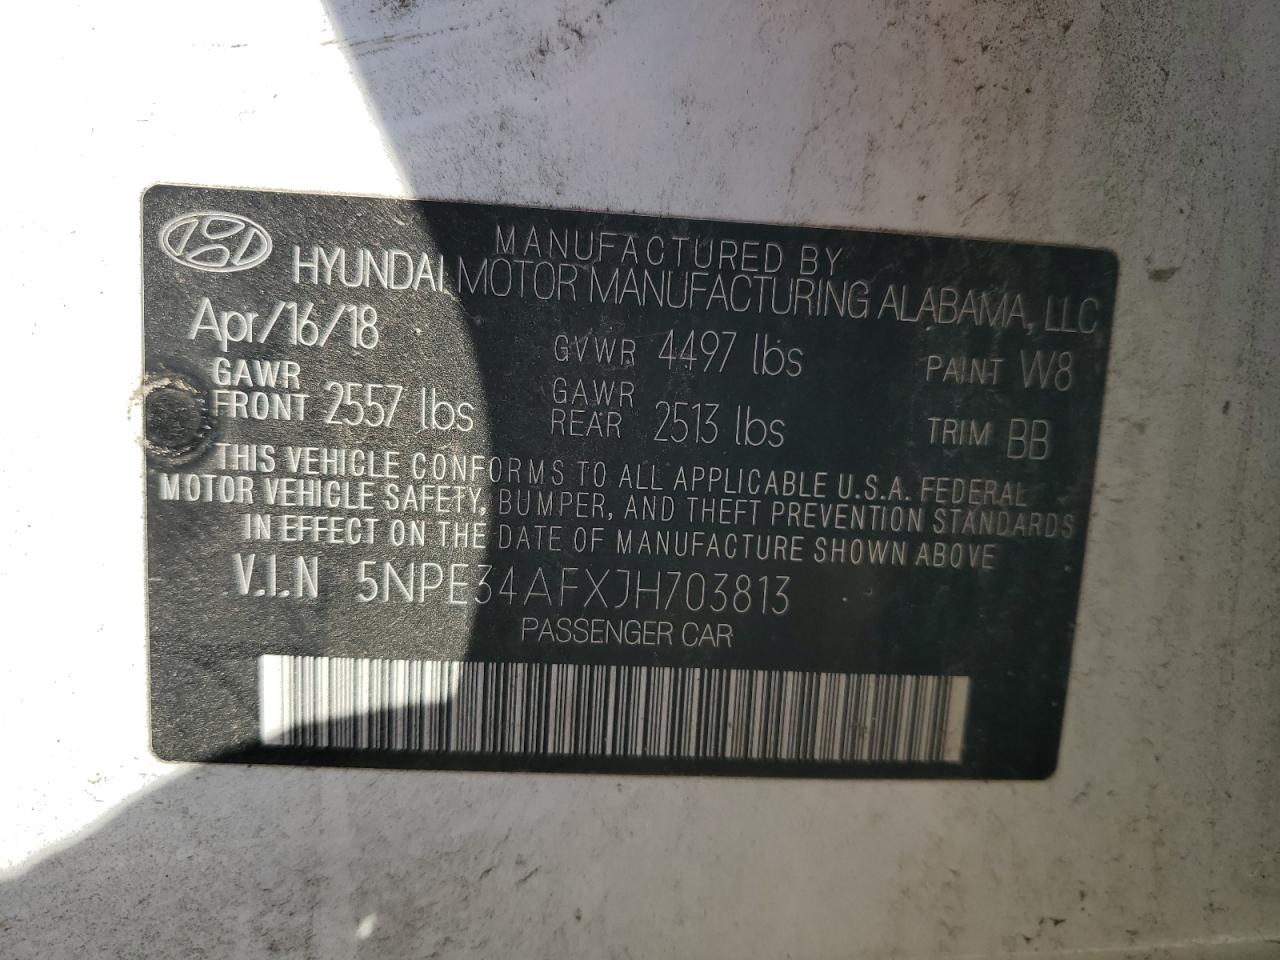 MANUFACTURED BY
HYUNDAI MOTOR MANUFACTURING ALABAMA, LLC
Apr/16/18 GVWR 4497 lbs PAINT W8
GAWR FRONT 2557 lbs GAWR REAR 2513 lbs TRIM BB
THIS VEHICLE CONFORMS TO ALL APPLICABLE U.S.A. FEDERAL
MOTOR VEHICLE SAFETY, BUMPER, AND THEFT PREVENTION STANDARDS
IN EFFECT ON THE DATE OF MANUFACTURE SHOWN ABOVE
V.I.N 5NPE34AFXJH703813
PASSENGER CAR